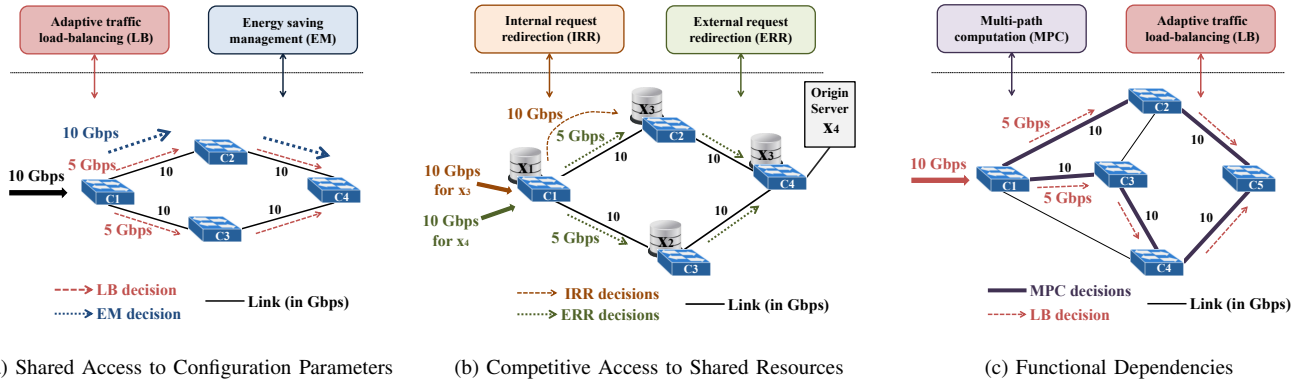 Adaptive traffic
load-balancing (LB)
Energy saving
management (EM)
10 Gbps
5 Gbps
C2
10
10
10 Gbps
C1
C4
10
10
5 Gbps
C3
LB decision
EM decision
Link (in Gbps)
) Shared Access to Configuration Parameters
Internal request
redirection (IRR)
External request
redirection (ERR)
Origin
Server
X4
10 Gbps
X3
5 Gbps
C2
10
10
X1
X3
10 Gbps
for x3
C1
C4
10 Gbps
for x4
10
10
5 Gbps
X2
C3
IRR decisions
ERR decisions
Link (in Gbps)
(b) Competitive Access to Shared Resources
Multi-path
computation (MPC)
Adaptive traffic
load-balancing (LB)
C2
5 Gbps
10
10
10 Gbps
10
C1
C3
C5
5 Gbps
10
10
C4
MPC decisions
LB decision
Link (in Gbps)
(c) Functional Dependencies